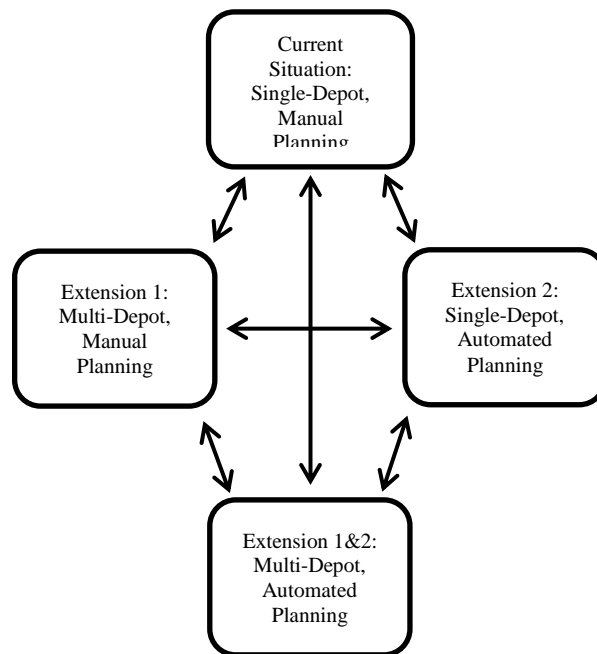 Current
Situation:
Single-Depot,
Manual
Planning
Extension 1:
Multi-Depot,
Manual
Planning
Extension 2:
Single-Depot,
Automated
Planning
Extension 1&2:
Multi-Depot,
Automated
Planning